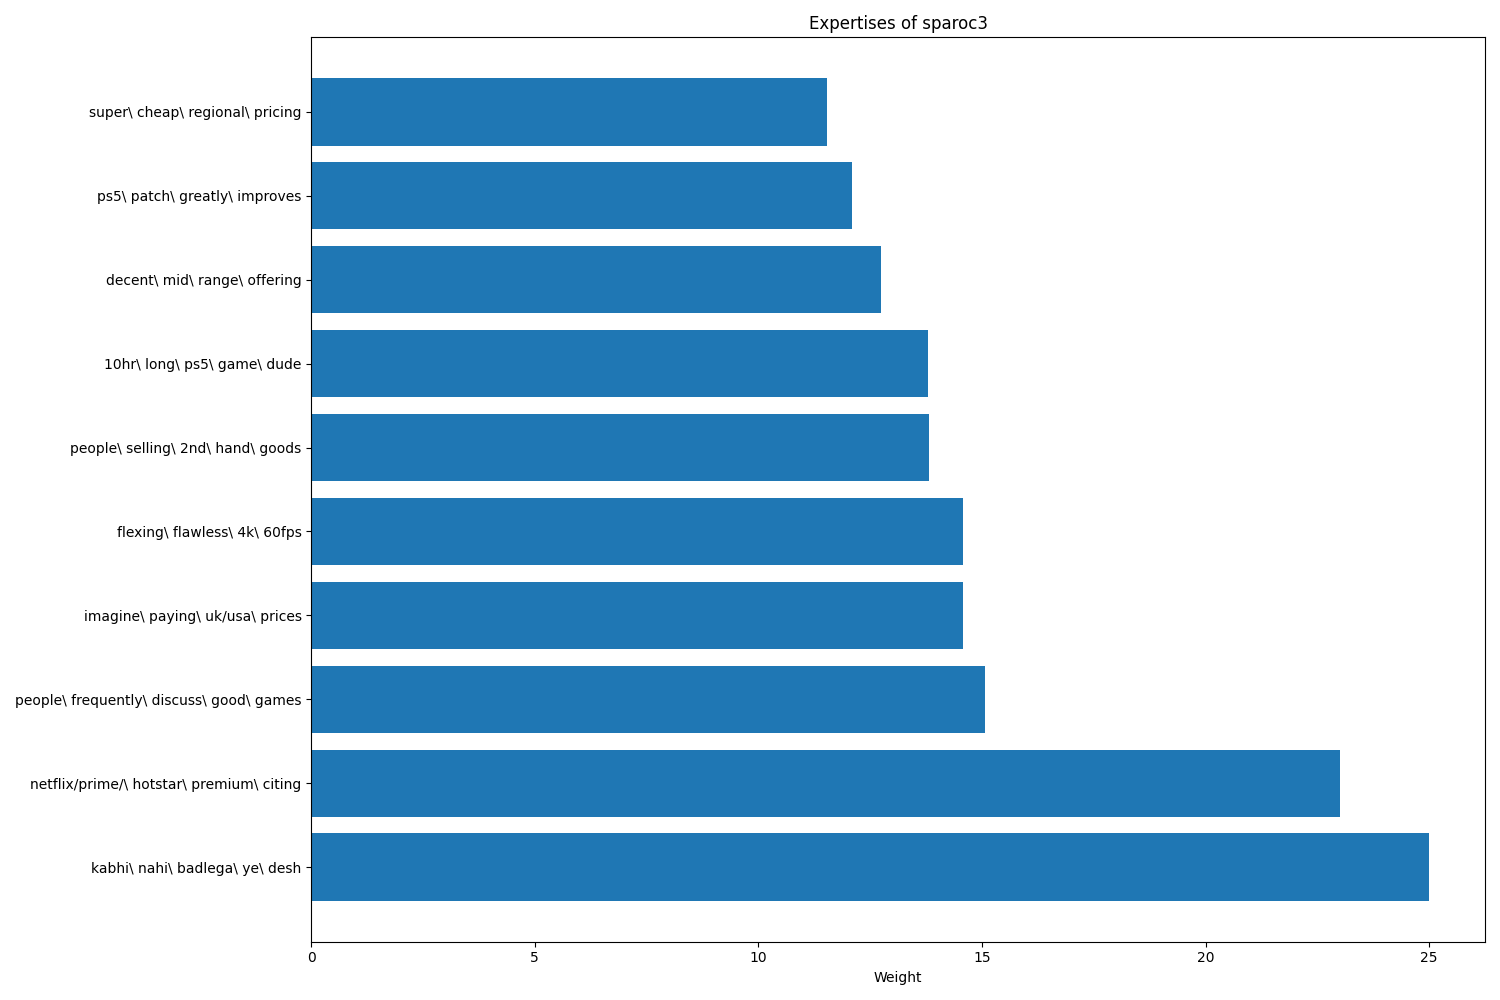 Expertises of sparoc3
super\ cheap\ regional\ pricing
ps5\ patch\ greatly\ improves
decent\ mid\ range\ offering
10hr\ long\ ps5\ game\ dude
people\ selling\ 2nd\ hand\ goods
flexing\ flawless\ 4k\ 60fps
imagine\ paying\ uk/usa\ prices
people\ frequently\ discuss\ good\ games
netflix/prime/\ hotstar\ premium\ citing
kabhi\ nahi\ badlega\ ye\ desh
0 5 10 15 20 25
Weight